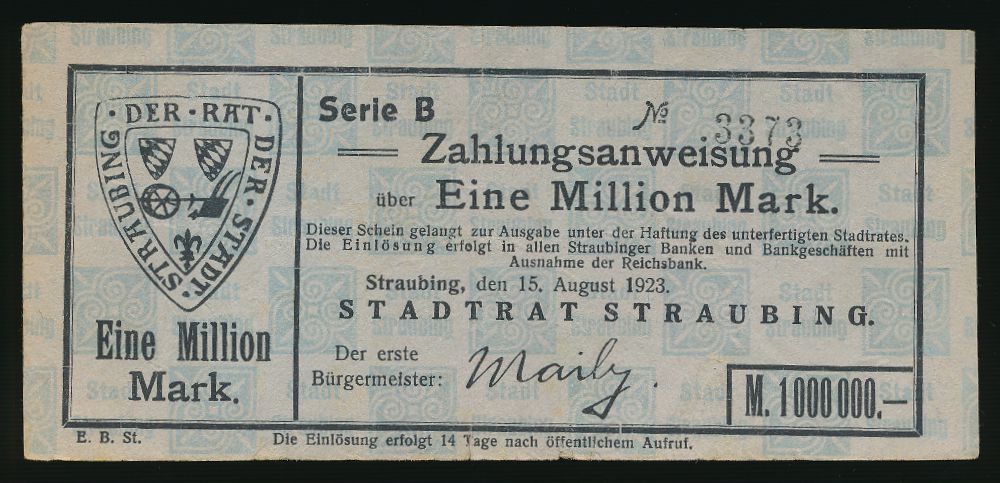 DER · RAT · DER · STADT · STRAUBING
Eine Million
Mark.
Serie B
№ 3373
Zahlungsanweisung
über Eine Million Mark.
Dieser Schein gelangt zur Ausgabe unter der Haftung des unterfertigten Stadtrates.
Die Einlösung erfolgt in allen Straubinger Banken und Bankgeschäften mit
Ausnahme der Reichsbank.
Straubing, den 15. August 1923.
STADTRAT STRAUBING.
Der erste
Bürgermeister:
M. 1000000.—
E. B. St.
Die Einlösung erfolgt 14 Tage nach öffentlichem Aufruf.
Stadt
Straubing